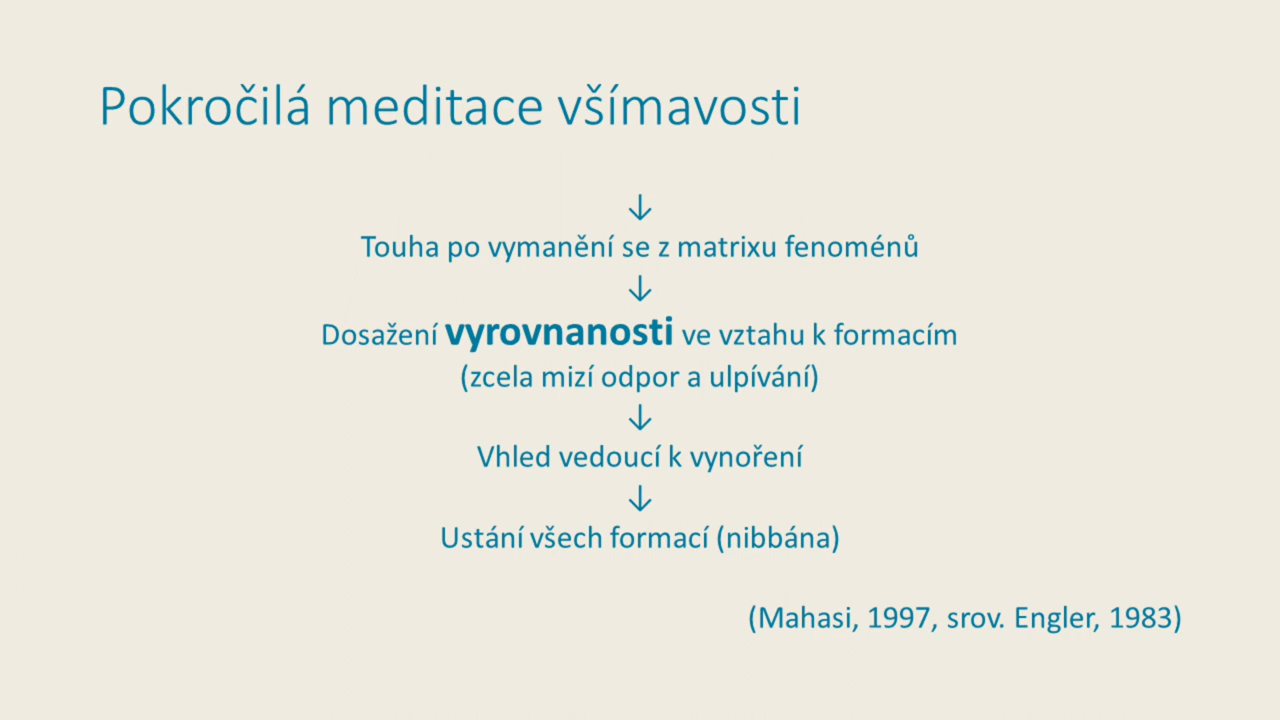 Pokročilá meditace všímavosti
↓
Touha po vymanění se z matrixu fenoménů
↓
Dosažení vyrovnanosti ve vztahu k formacím
(zcela mizí odpor a ulpívání)
↓
Vhled vedoucí k vynoření
↓
Ustání všech formací (nibbána)
(Mahasi, 1997, srov. Engler, 1983)